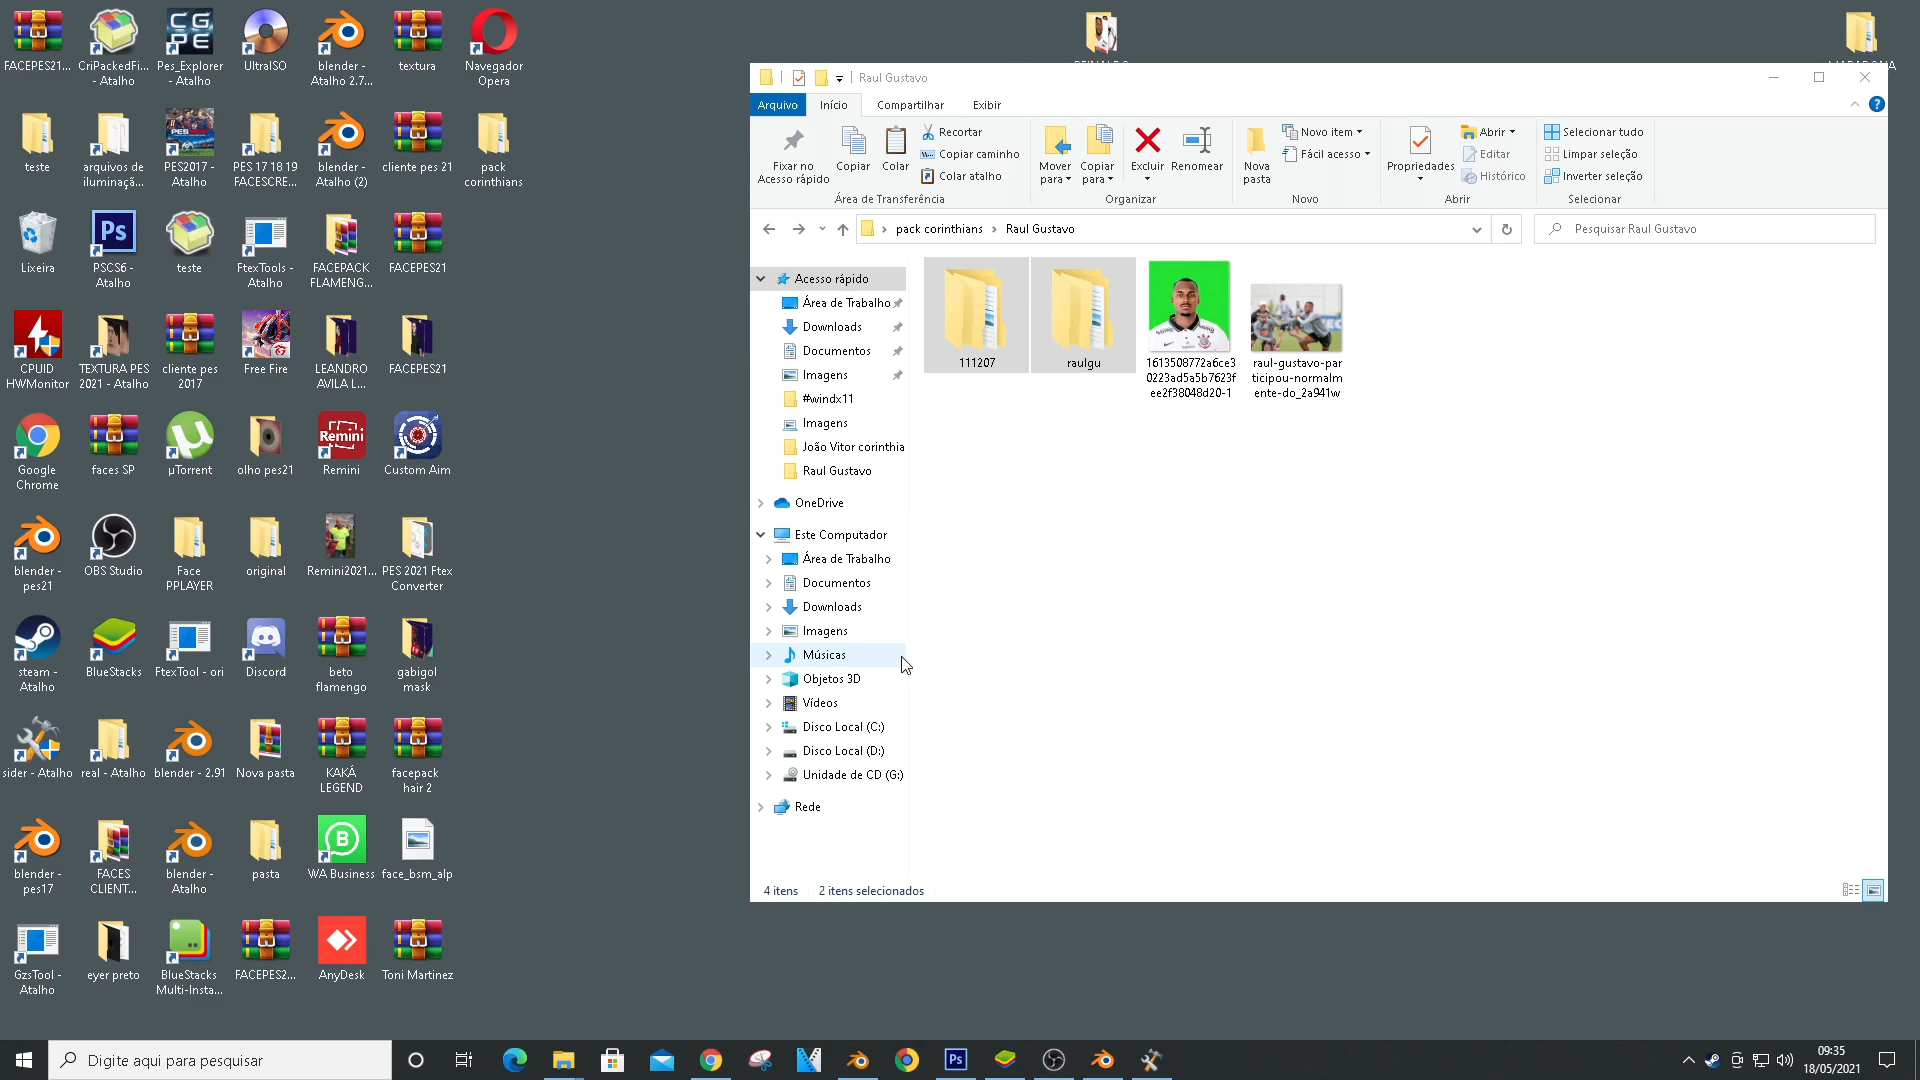 FACEPES21...
CriPackedFi...
- Atalho
Pes_Explorer
- Atalho
UltraISO
blender -
Atalho 2.7...
textura
Navegador
Opera
teste
arquivos de
iluminaçã...
PES2017 -
Atalho
PES 17 18 19
FACESCRE...
blender -
Atalho (2)
cliente pes 21
pack
corinthians
Lixeira
PSCS6 -
Atalho
teste
FtexTools -
Atalho
FACEPACK
FLAMENG...
FACEPES21
CPUID
HWMonitor
TEXTURA PES
2021 - Atalho
cliente pes
2017
Free Fire
LEANDRO
AVILA L...
FACEPES21
Google
Chrome
faces SP
µTorrent
olho pes21
Remini
Custom Aim
blender -
pes21
OBS Studio
Face
PPLAYER
original
Remini2021...
PES 2021 Ftex
Converter
steam -
Atalho
BlueStacks
FtexTool - ori
Discord
beto
flamengo
gabigol
mask
sider - Atalho
real - Atalho
blender - 2.91
Nova pasta
KAKÁ
LEGEND
facepack
hair 2
blender -
pes17
FACES
CLIENT...
blender -
Atalho
pasta
WA Business
face_bsm_alp
GzsTool -
Atalho
eyer preto
BlueStacks
Multi-Insta...
FACEPES2...
AnyDesk
Toni Martinez
Raul Gustavo
Arquivo
Início
Compartilhar
Exibir
Fixar no
Acesso rápido
Copiar
Colar
Recortar
Copiar caminho
Colar atalho
Área de Transferência
Mover
para
Copiar
para
Excluir
Renomear
Organizar
Nova
pasta
Novo item
Fácil acesso
Novo
Propriedades
Abrir
Editar
Histórico
Abrir
Selecionar tudo
Limpar seleção
Inverter seleção
Selecionar
pack corinthians > Raul Gustavo
Pesquisar Raul Gustavo
Acesso rápido
Área de Trabalho
Downloads
Documentos
Imagens
#windx11
Imagens
João Vitor corinthia
Raul Gustavo
OneDrive
Este Computador
Área de Trabalho
Documentos
Downloads
Imagens
Músicas
Objetos 3D
Vídeos
Disco Local (C:)
Disco Local (D:)
Unidade de CD (G:)
Rede
111207
raulgu
1613508772a6ce3
0223ad5a5b7623f
ee2f38048d20-1
raul-gustavo-par
ticipou-normalm
ente-do_2a941w
4 itens
2 itens selecionados
Digite aqui para pesquisar
09:35
18/05/2021